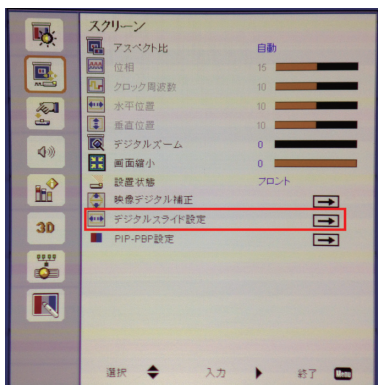 スクリーン
アスペクト比 自動
位相 15
クロック周波数 10
水平位置 10
垂直位置 10
デジタルズーム 0
画面縮小 0
設置状態 フロント
映像デジタル補正
デジタルスライド設定
3D
PIP-PBP設定
選択 入力 終了 Menu